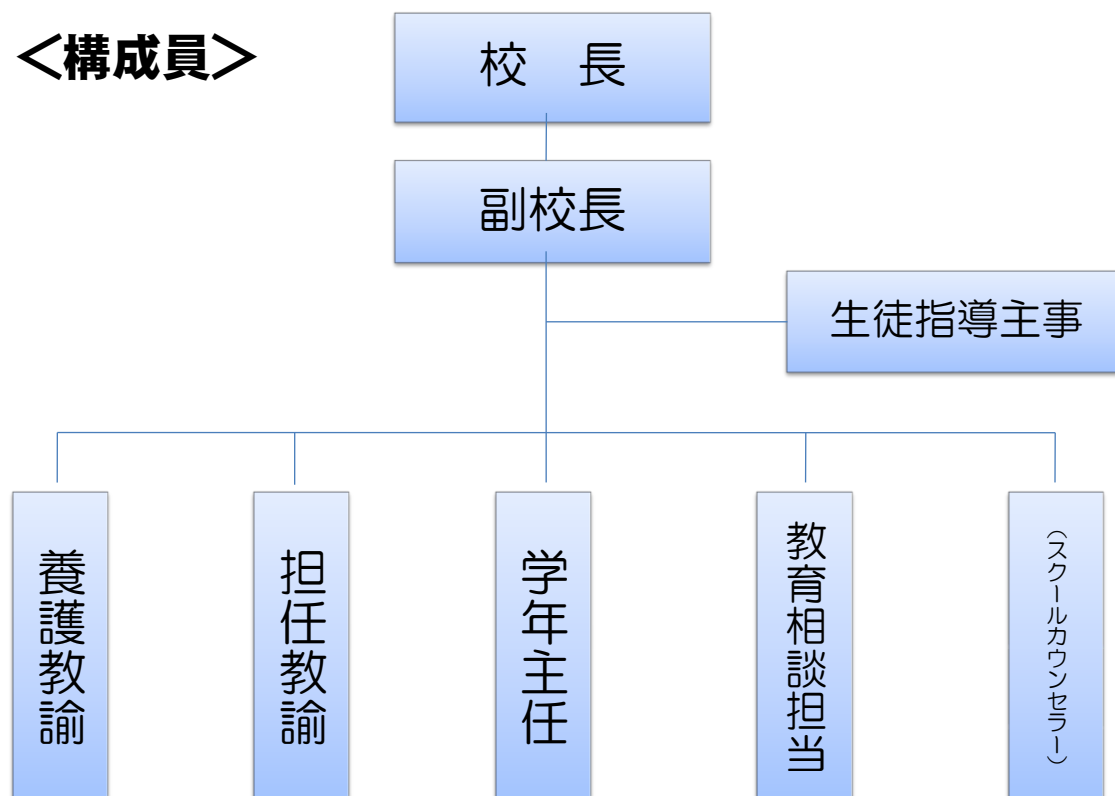 ＜構成員＞
校　長
副校長
生徒指導主事
養護教諭
担任教諭
学年主任
教育相談担当
（スクールカウンセラー）